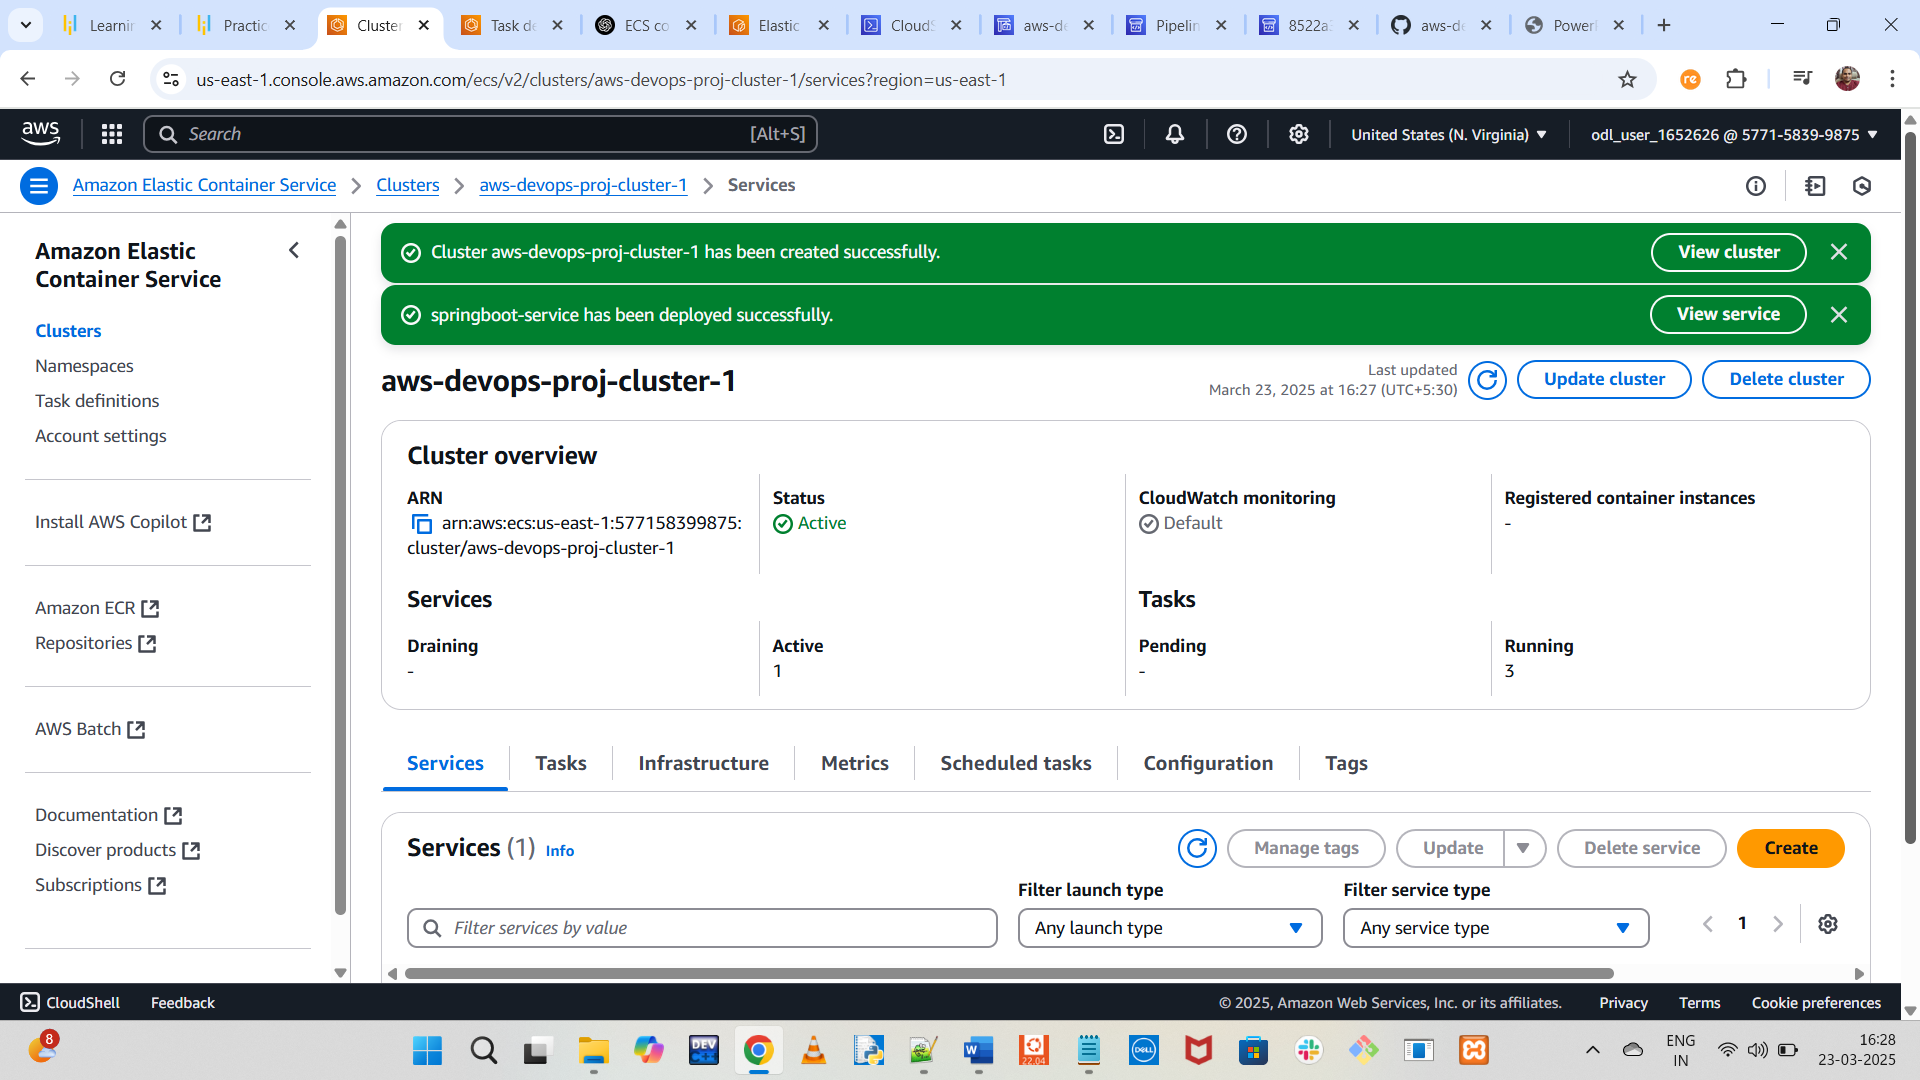 Learnin
Practic
Cluster
Task de
ECS co
Elastic
CloudS
aws-de
Pipelin
8522a3
aws-de
Power
us-east-1.console.aws.amazon.com/ecs/v2/clusters/aws-devops-proj-cluster-1/services?region=us-east-1
re
aws
Search
[Alt+S]
United States (N. Virginia)
odl_user_1652626 @ 5771-5839-9875
Amazon Elastic Container Service
Clusters
aws-devops-proj-cluster-1
Services
Amazon Elastic
Container Service
Clusters
Namespaces
Task definitions
Account settings
Install AWS Copilot
Amazon ECR
Repositories
AWS Batch
Documentation
Discover products
Subscriptions
Cluster aws-devops-proj-cluster-1 has been created successfully.
View cluster
springboot-service has been deployed successfully.
View service
aws-devops-proj-cluster-1
Last updated
March 23, 2025 at 16:27 (UTC+5:30)
Update cluster
Delete cluster
Cluster overview
ARN
arn:aws:ecs:us-east-1:577158399875:
cluster/aws-devops-proj-cluster-1
Status
Active
CloudWatch monitoring
Default
Registered container instances
-
Services
Tasks
Draining
-
Active
1
Pending
-
Running
3
Services
Tasks
Infrastructure
Metrics
Scheduled tasks
Configuration
Tags
Services (1) Info
Manage tags
Update
Delete service
Create
Filter launch type
Filter service type
Filter services by value
Any launch type
Any service type
1
CloudShell
Feedback
© 2025, Amazon Web Services, Inc. or its affiliates.
Privacy
Terms
Cookie preferences
8
DEV
C++
W
22.04
DELL
ENG
IN
16:28
23-03-2025